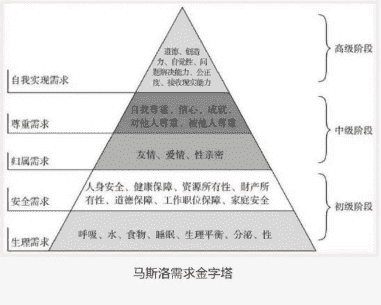 道德、创造
力、自觉性、问
题解决能力、公正
度、接收现实能力
高级阶段
自我实现需求
自我尊重、信心、成就、
对他人尊重、被他人尊重
尊重需求
中级阶段
友情、爱情、性亲密
归属需求
人身安全、健康保障、资源所有性、财产所
有性、道德保障、工作职位保障、家庭安全
安全需求
初级阶段
呼吸、水、食物、睡眠、生理平衡、分泌、性
生理需求
马斯洛需求金字塔